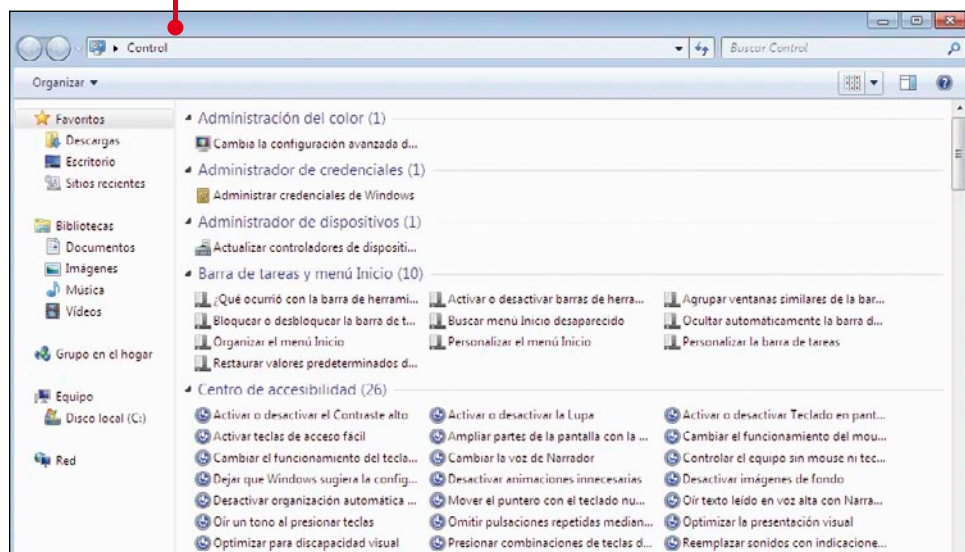 Control
Buscar Control
Organizar
Favoritos
Descargas
Escritorio
Sitios recientes
Bibliotecas
Documentos
Imágenes
Música
Vídeos
Grupo en el hogar
Equipo
Disco local (C:)
Red
Administración del color (1)
Cambia la configuración avanzada d...
Administrador de credenciales (1)
Administrar credenciales de Windows
Administrador de dispositivos (1)
Actualizar controladores de dispositi...
Barra de tareas y menú Inicio (10)
¿Qué ocurrió con la barra de herrami... Activar o desactivar barras de herra... Agrupar ventanas similares de la bar...
Bloquear o desbloquear la barra de t... Buscar menú Inicio desaparecido Ocultar automáticamente la barra d...
Organizar el menú Inicio Personalizar el menú Inicio Personalizar la barra de tareas
Restaurar valores predeterminados d...
Centro de accesibilidad (26)
Activar o desactivar el Contraste alto Activar o desactivar la Lupa Activar o desactivar Teclado en pant...
Activar teclas de acceso fácil Ampliar partes de la pantalla con la ... Cambiar el funcionamiento del mou...
Cambiar el funcionamiento del tecla... Cambiar la voz de Narrador Controlar el equipo sin mouse ni tec...
Dejar que Windows sugiera la config... Desactivar animaciones innecesarias Desactivar imágenes de fondo
Desactivar organización automática ... Mover el puntero con el teclado nu... Oír texto leído en voz alta con Narra...
Oír un tono al presionar teclas Omitir pulsaciones repetidas median... Optimizar la presentación visual
Optimizar para discapacidad visual Presionar combinaciones de teclas d... Reemplazar sonidos con indicacione...